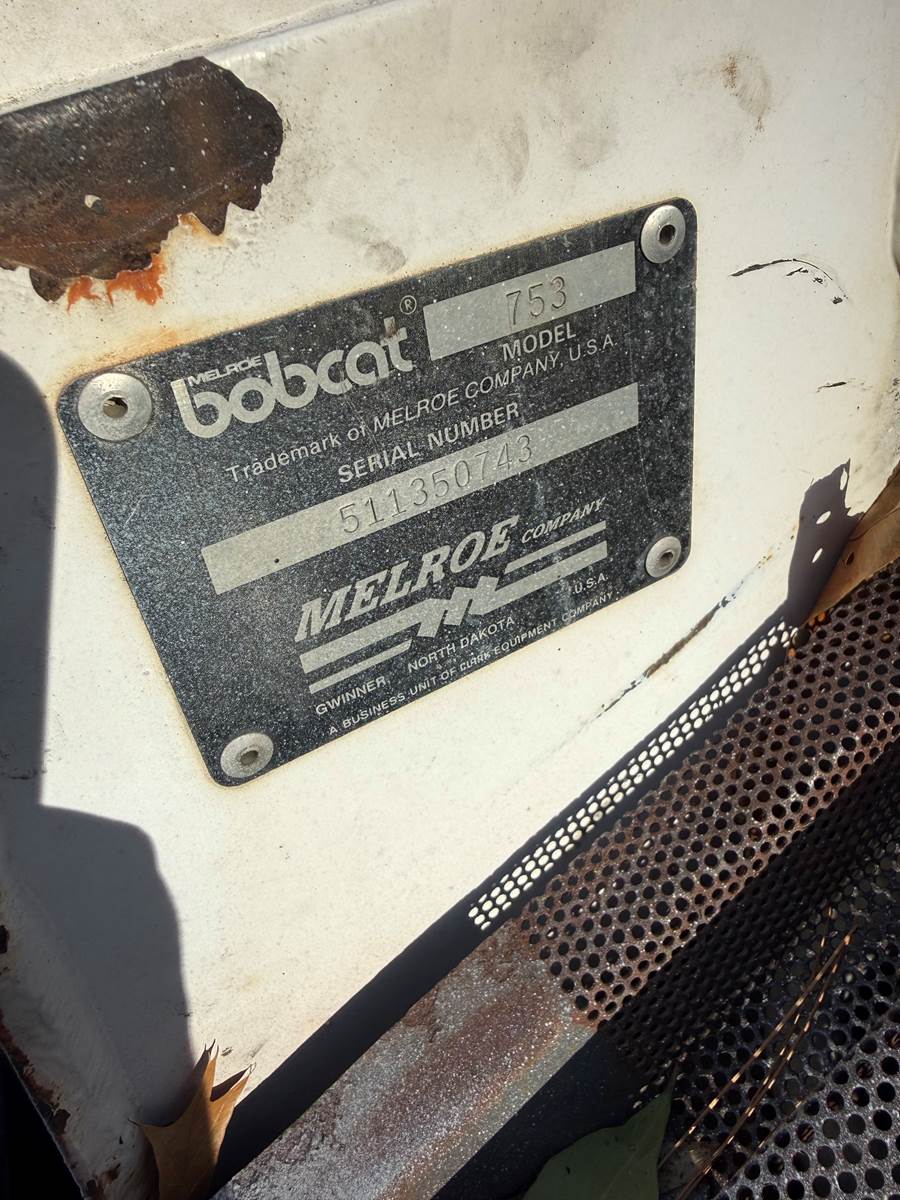 MELROE
bobcat®
753
MODEL
Trademark of MELROE COMPANY, U.S.A.
SERIAL NUMBER
511350743
MELROE COMPANY
GWINNER, NORTH DAKOTA U.S.A.
A BUSINESS UNIT OF CLARK EQUIPMENT COMPANY